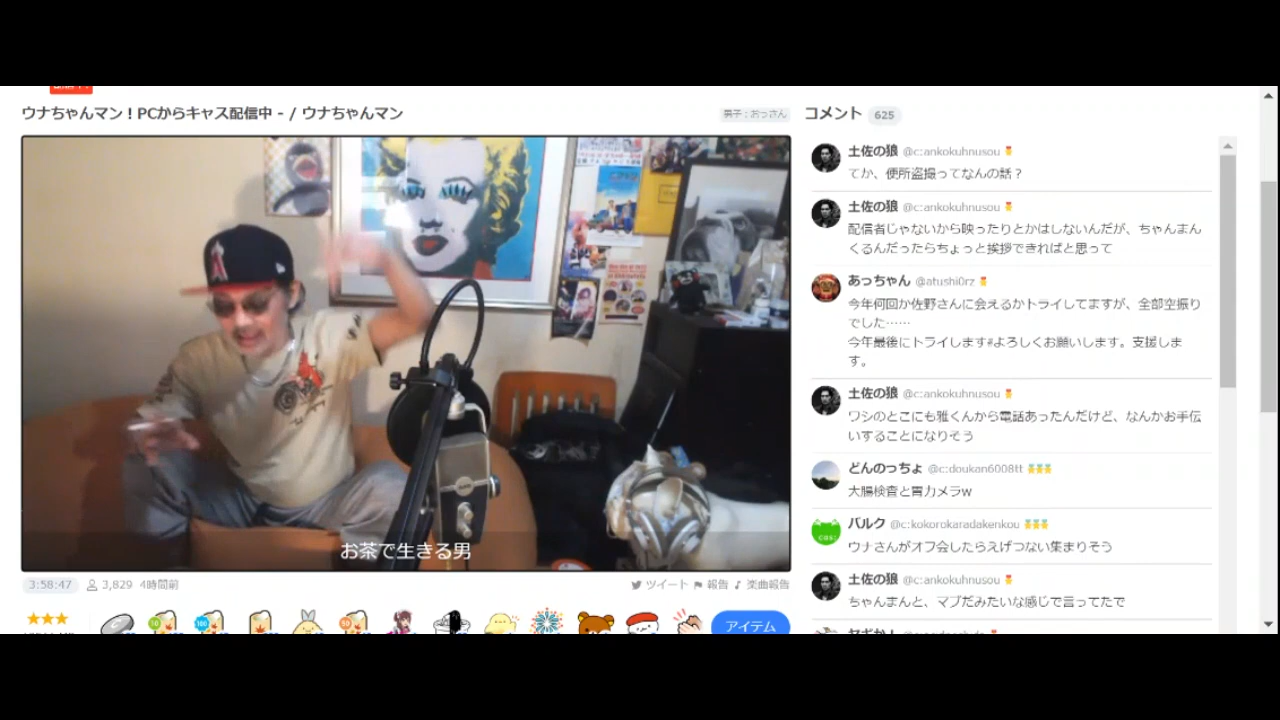 ウナちゃんマン！PCからキャス配信中 - / ウナちゃんマン
男子：おっさん
お茶で生きる男
3:58:47
3,829
4時間前
ツイート
報告
楽曲報告
アイテム
コメント 625
土佐の狼 @c:ankokuhnusou
てか、便所盗撮ってなんの話？
土佐の狼 @c:ankokuhnusou
配信者じゃないから映ったりとかはしないんだが、ちゃんまん
くるんだったらちょっと挨拶できればと思って
あっちゃん @atushi0rz
今年何回か佐野さんに会えるかトライしてますが、全部空振り
でした……
今年最後にトライします#よろしくお願いします。支援しま
す。
土佐の狼 @c:ankokuhnusou
ワシのとこにも雅くんから電話あったんだけど、なんかお手伝
いすることになりそう
どんのっちょ @c:doukan6008tt
大腸検査と胃カメラw
バルク @c:kokorokaradakenkou
ウナさんがオフ会したらえげつない集まりそう
土佐の狼 @c:ankokuhnusou
ちゃんまんと、マブだみたいな感じで言ってたで